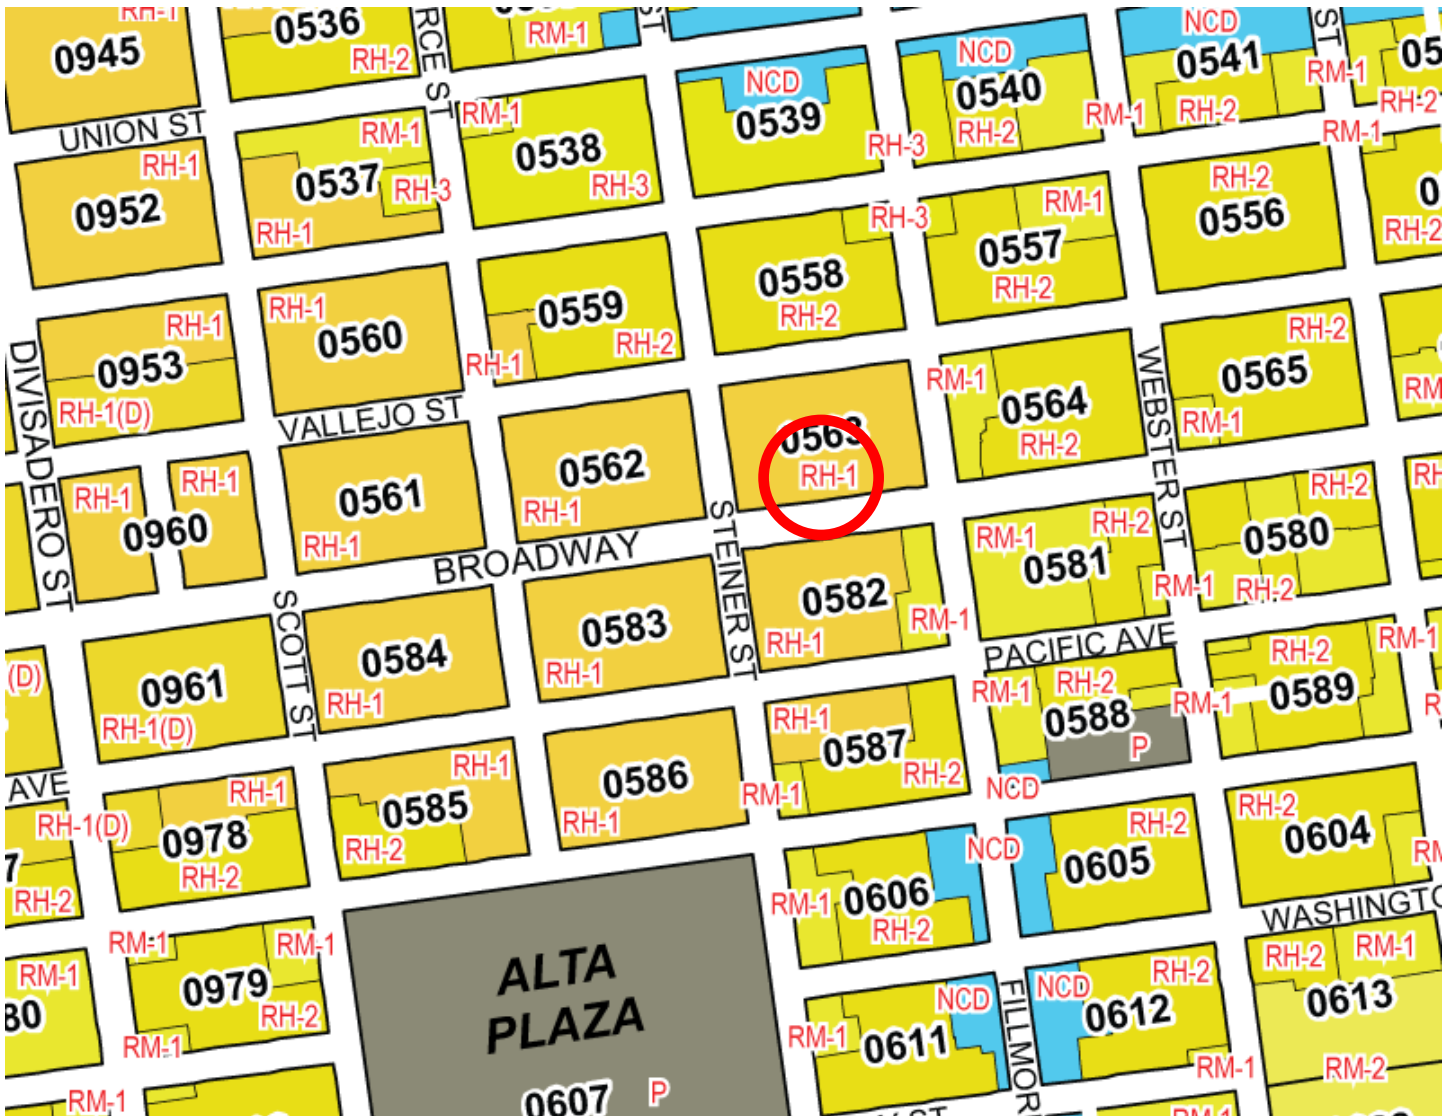 RH-1
0945
0536
RH-2
RM-1
NCD
0539
NCD
0540
RH-2
NCD
0541
RH-2
RM-1
RM-1
RH-2
UNION ST
RH-1
0952
RM-1
0537
RH-3
RH-1
RM-1
0538
RH-3
RH-3
RM-1
RH-2
0556
RM-1
RH-2
RH-3
0558
RH-2
RM-1
0557
RH-2
RH-1
0953
RH-1(D)
RH-1
0560
0559
RH-1
RH-2
VALLEJO ST
DIVISADERO ST
0563
RH-1
RM-1
0564
RH-2
WEBSTER ST
RH-2
0565
RM-1
RH-1
RH-1
0960
0561
RH-1
0562
RH-1
BROADWAY
STEINER ST
RM-1
RH-2
0581
RM-1
RH-2
0580
RH-2
SCOTT ST
0961
RH-1(D)
0584
RH-1
0583
RH-1
0582
RH-1
RM-1
PACIFIC AVE
RM-1
RH-2
0588
P
NCD
RM-1
RH-2
0589
RM-1
AVE
RH-1(D)
RH-1
0978
RH-2
RH-2
RH-1
0585
RH-2
0586
RH-1
RH-1
0587
RH-2
RM-1
RH-2
0604
RH-2
0605
NCD
0606
RH-2
RM-1
WASHINGTO
RM-1
RM-1
RM-1
0979
RH-2
RM-1
ALTA
PLAZA
0607
P
NCD
0611
RM-1
FILLMOR
NCD
RH-2
0612
RM-1
RH-2
RM-1
0613
RM-2
RM-1